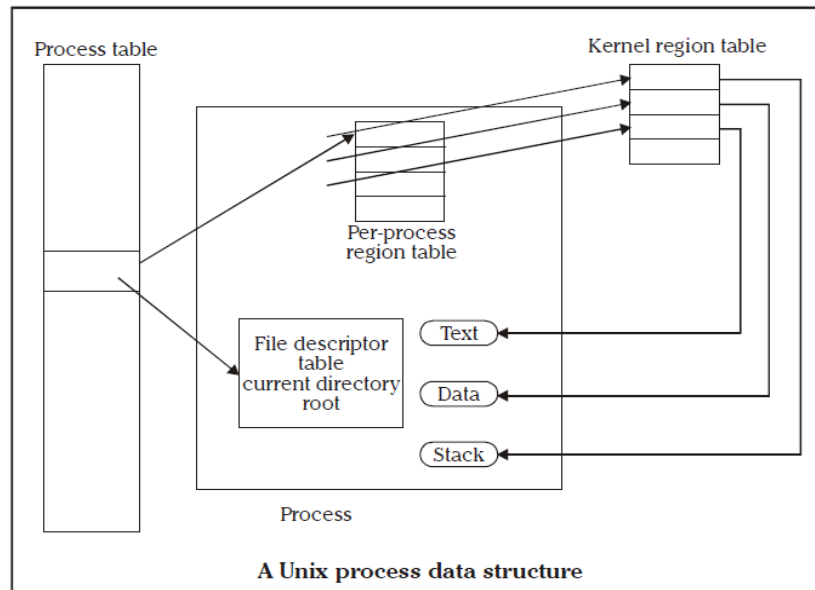 Process table
Kernel region table
Per-process
region table
File descriptor
table
current directory
root
Text
Data
Stack
Process
A Unix process data structure